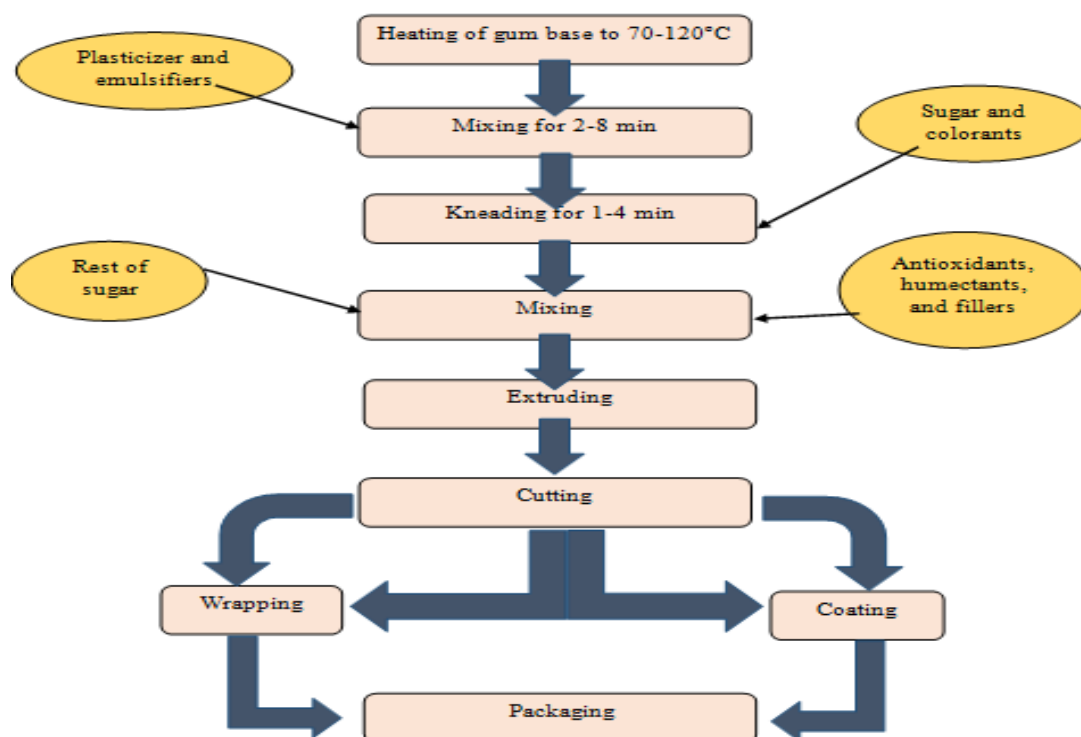 Heating of gum base to 70-120°C
Plasticizer and
emulsifiers
Mixing for 2-8 min
Sugar and
colorants
Kneading for 1-4 min
Rest of
sugar
Antioxidants,
humectants,
and fillers
Mixing
Extruding
Cutting
Wrapping
Coating
Packaging